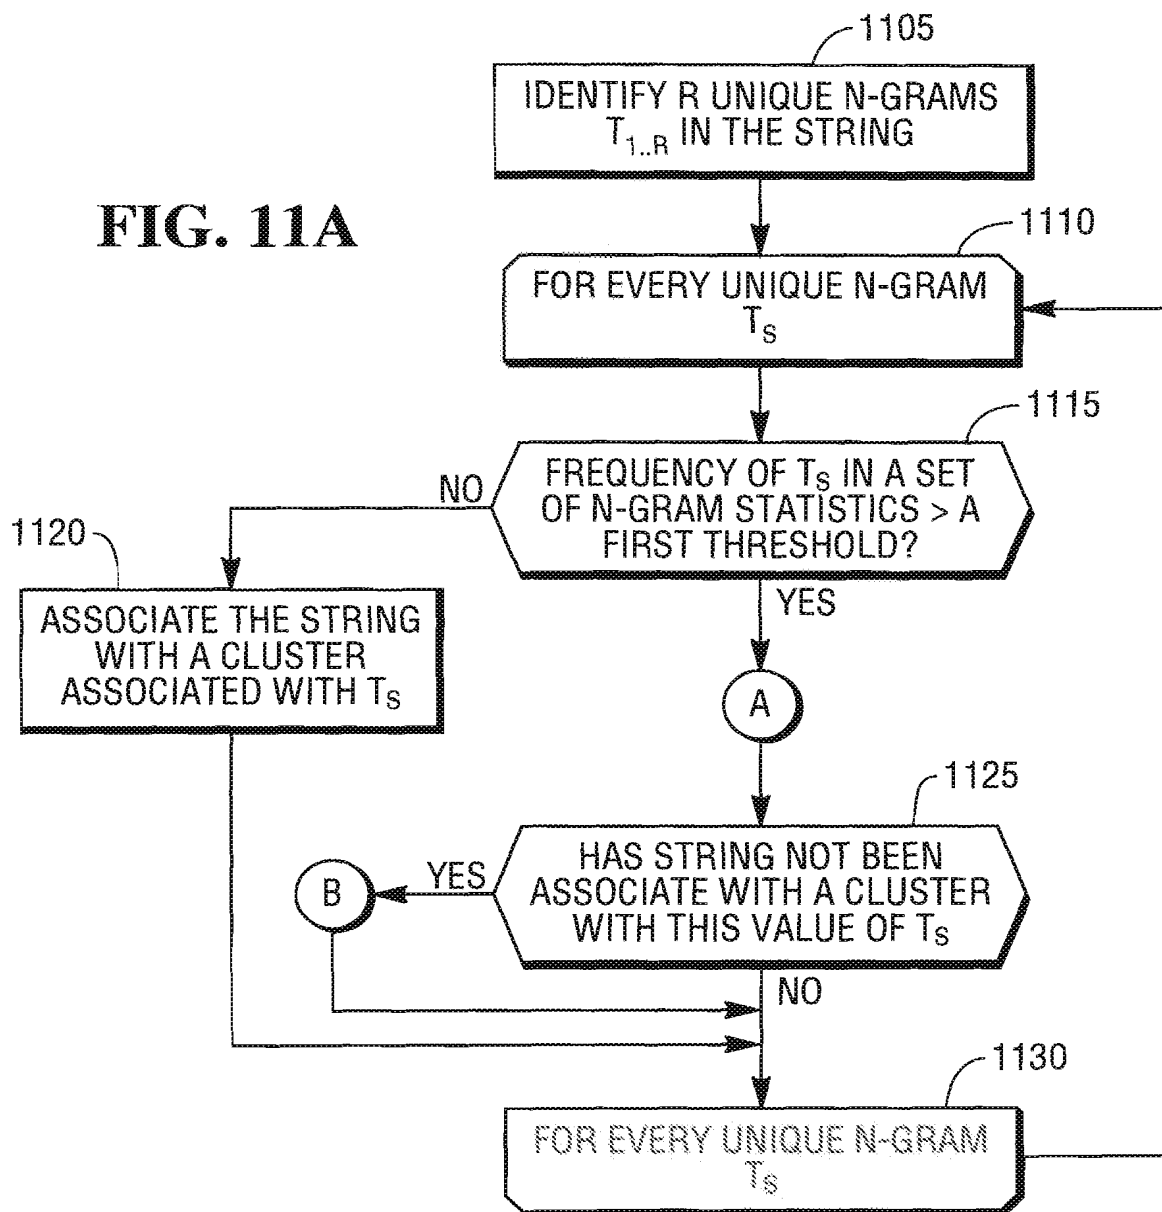 1105
IDENTIFY R UNIQUE N-GRAMS
T1..R IN THE STRING
FIG. 11A
1110
FOR EVERY UNIQUE N-GRAM
TS
1115
FREQUENCY OF TS IN A SET
OF N-GRAM STATISTICS > A
FIRST THRESHOLD?
NO
YES
1120
ASSOCIATE THE STRING
WITH A CLUSTER
ASSOCIATED WITH TS
A
1125
HAS STRING NOT BEEN
ASSOCIATE WITH A CLUSTER
WITH THIS VALUE OF TS
YES
B
NO
1130
FOR EVERY UNIQUE N-GRAM
TS